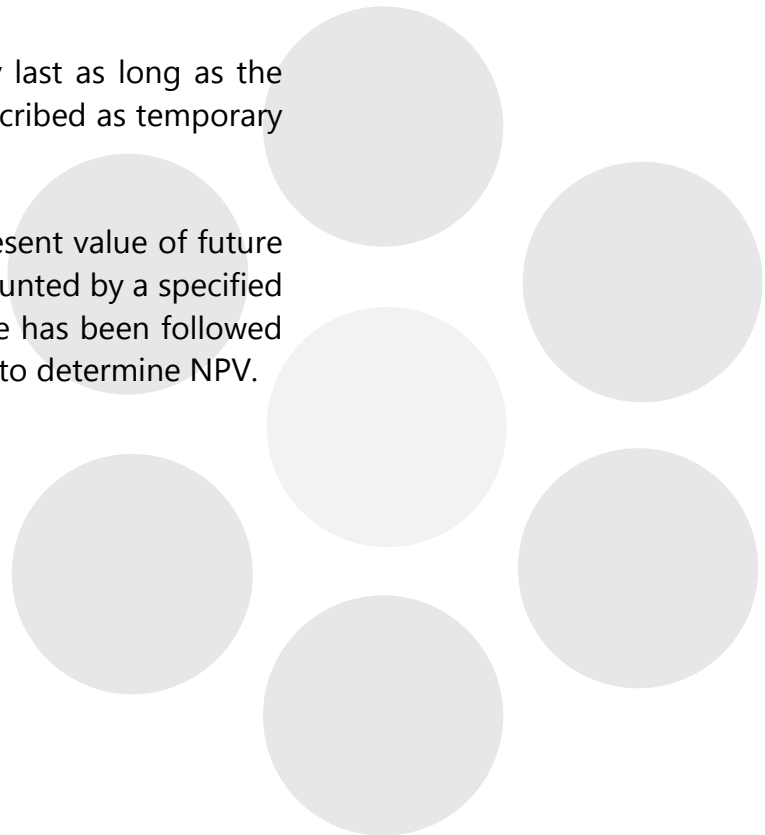 last as long as the
cribed as temporary
esent value of future
unted by a specified
e has been followed
to determine NPV.